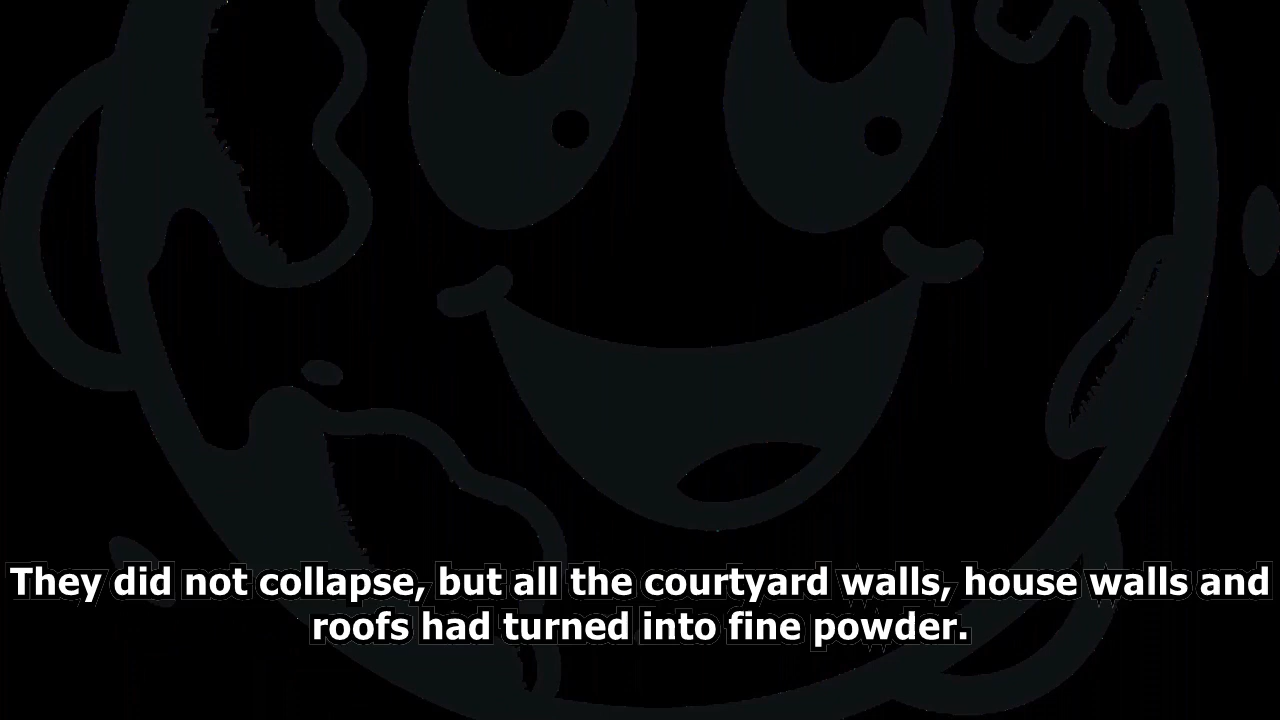 They did not collapse, but all the courtyard walls, house walls and
roofs had turned into fine powder.